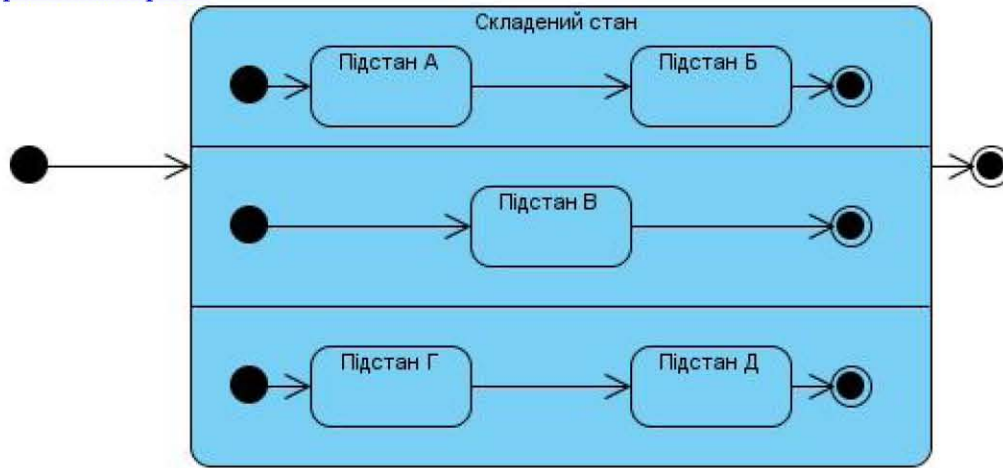 Складений стан
Підстан А
Підстан Б
Підстан В
Підстан Г
Підстан Д